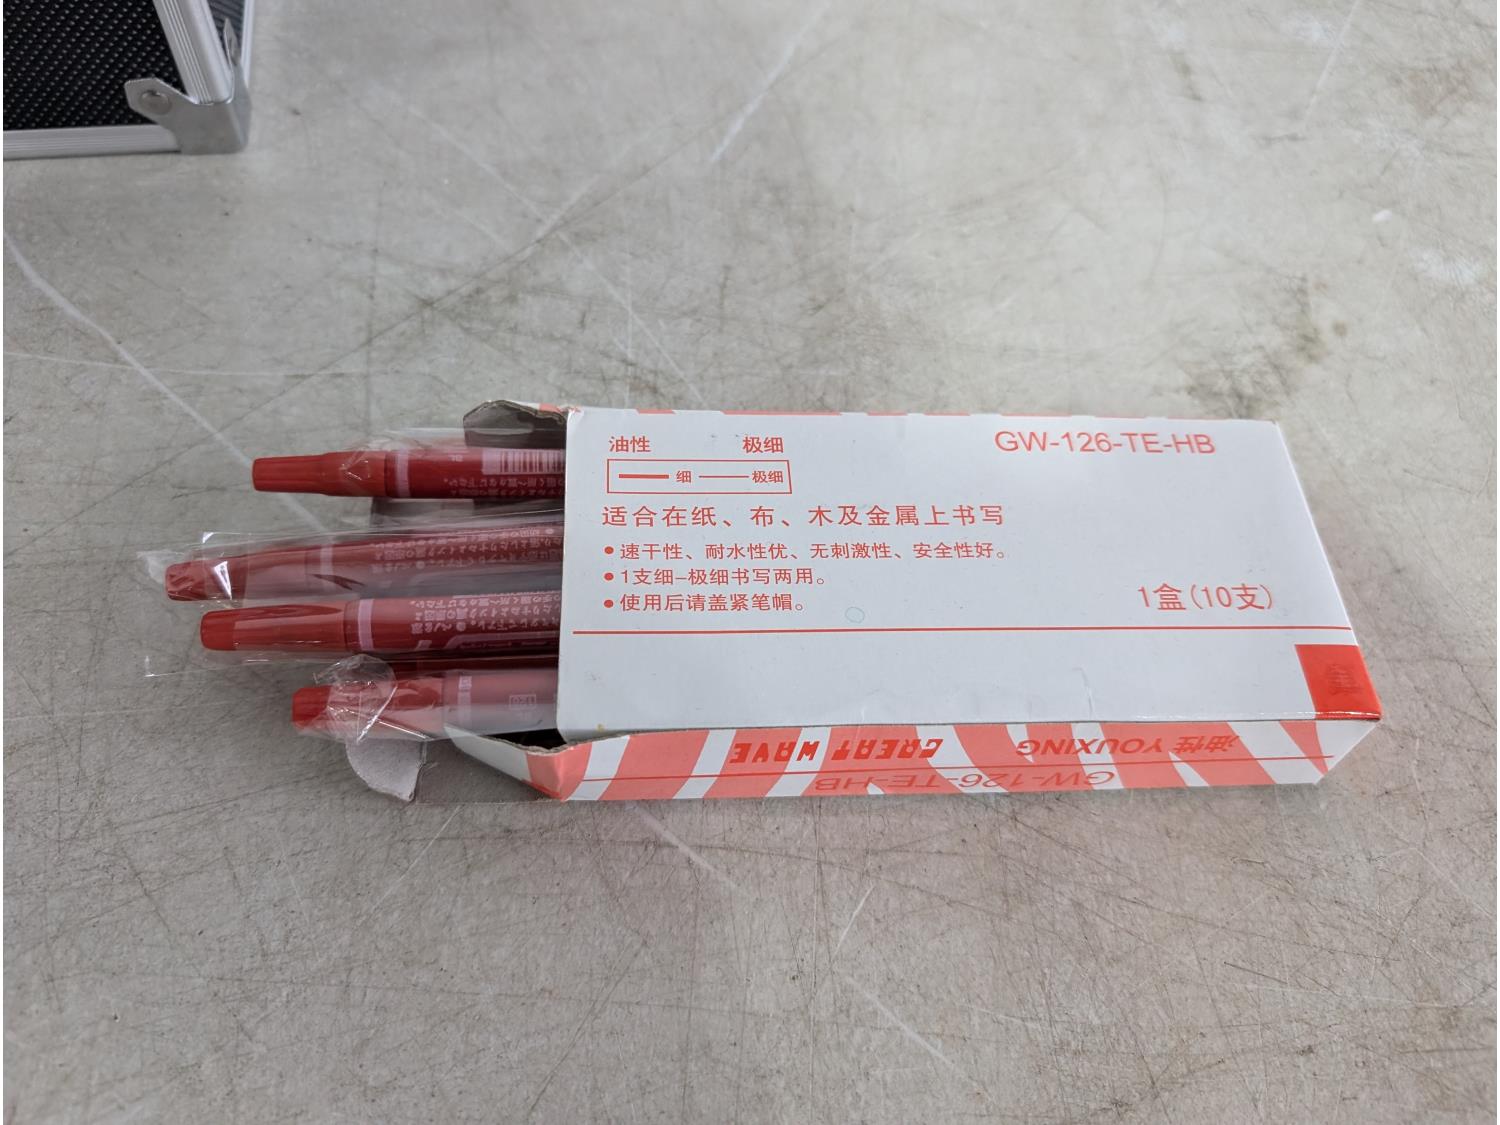 油性 极细
GW-126-TE-HB
细 极细
适合在纸、布、木及金属上书写
•速干性、耐水性优、无刺激性、安全性好。
•1支细-极细书写两用。
•使用后请盖紧笔帽。
1盒(10支)
油性 YOUXING GREAT WAVE
GW-126-TE-HB